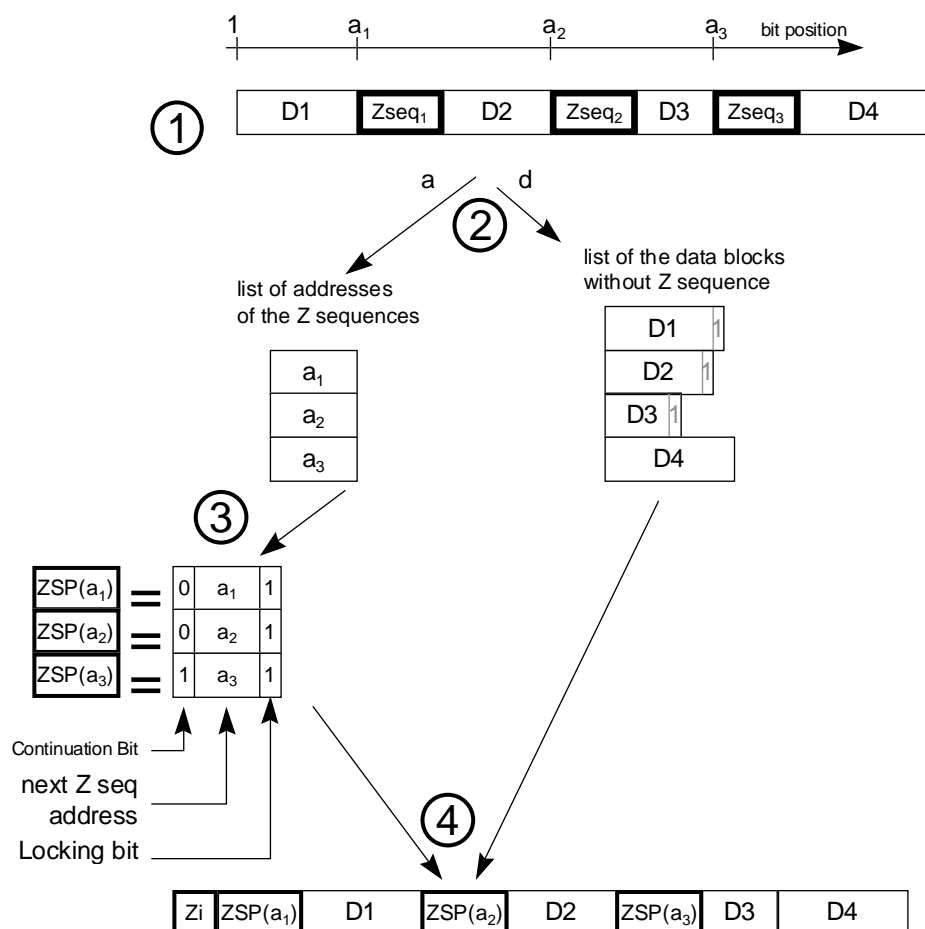 1 a₁ a₂ a₃ bit position
① D1 Zseq₁ D2 Zseq₂ D3 Zseq₃ D4
a d
②
list of the data blocks
without Z sequence
list of addresses
of the Z sequences
D1 1
D2 1
D3 1
D4
a₁
a₂
a₃
③
ZSP(a₁) = 0 a₁ 1
ZSP(a₂) = 0 a₂ 1
ZSP(a₃) = 1 a₃ 1
Continuation Bit
next Z seq
address
Locking bit
④
Zi ZSP(a₁) D1 ZSP(a₂) D2 ZSP(a₃) D3 D4